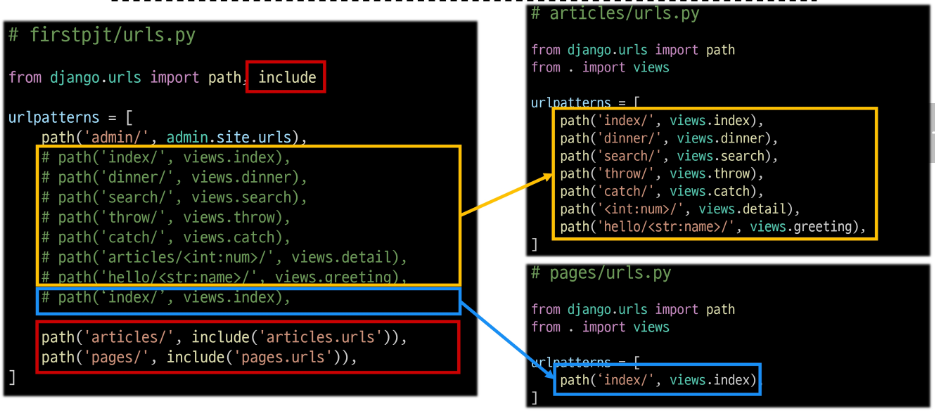 # firstpjt/urls.py
from django.urls import path, include
urlpatterns = [
path('admin/', admin.site.urls),
# path('index/', views.index),
# path('dinner/', views.dinner),
# path('search/', views.search),
# path('throw/', views.throw),
# path('catch/', views.catch),
# path('articles/<int:num>/', views.detail),
# path('hello/<str:name>/', views.greeting),
# path('index/', views.index),
path('articles/', include('articles.urls')),
path('pages/', include('pages.urls')),
]
# articles/urls.py
from django.urls import path
from . import views
urlpatterns = [
path('index/', views.index),
path('dinner/', views.dinner),
path('search/', views.search),
path('throw/', views.throw),
path('catch/', views.catch),
path('<int:num>/', views.detail),
path('hello/<str:name>/', views.greeting),
]
# pages/urls.py
from django.urls import path
from . import views
urlpatterns = [
path('index/', views.index),
]